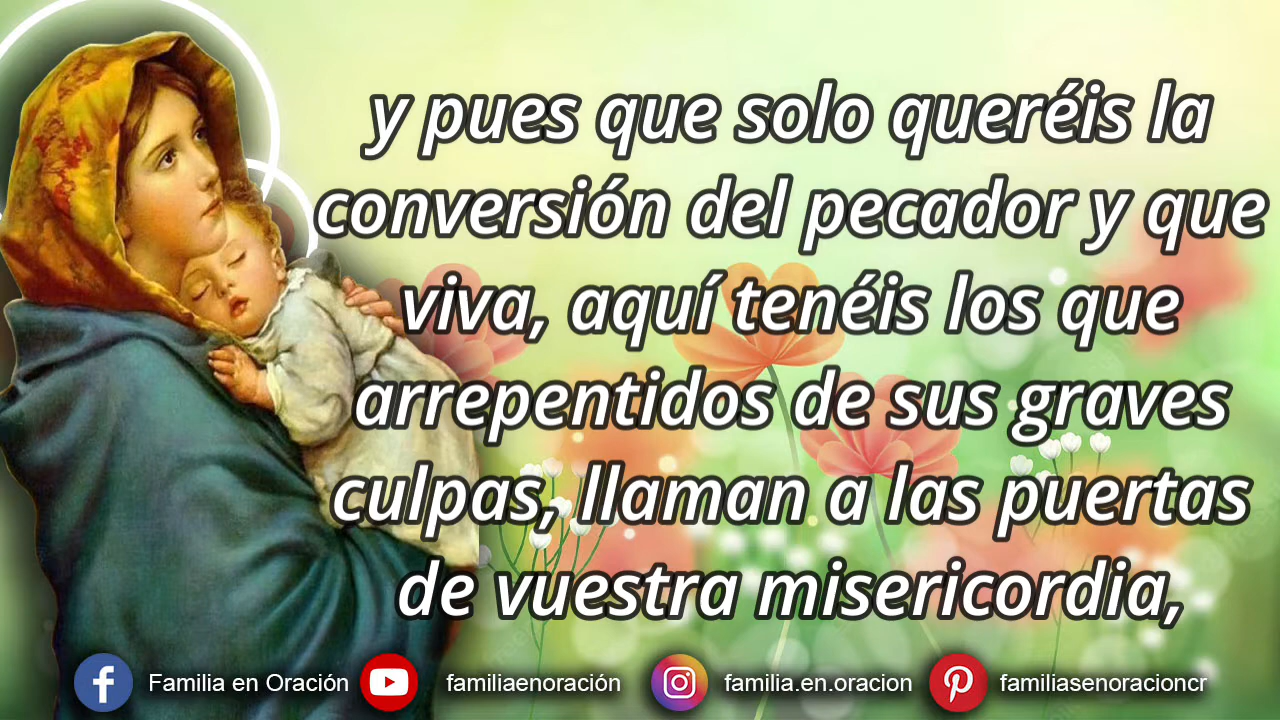 y pues que solo queréis la
conversión del pecador y que
viva, aquí tenéis los que
arrepentidos de sus graves
culpas, llaman a las puertas
de vuestra misericordia,
Familia en Oración familiaenoración familia.en.oracion familiasenoracioncr